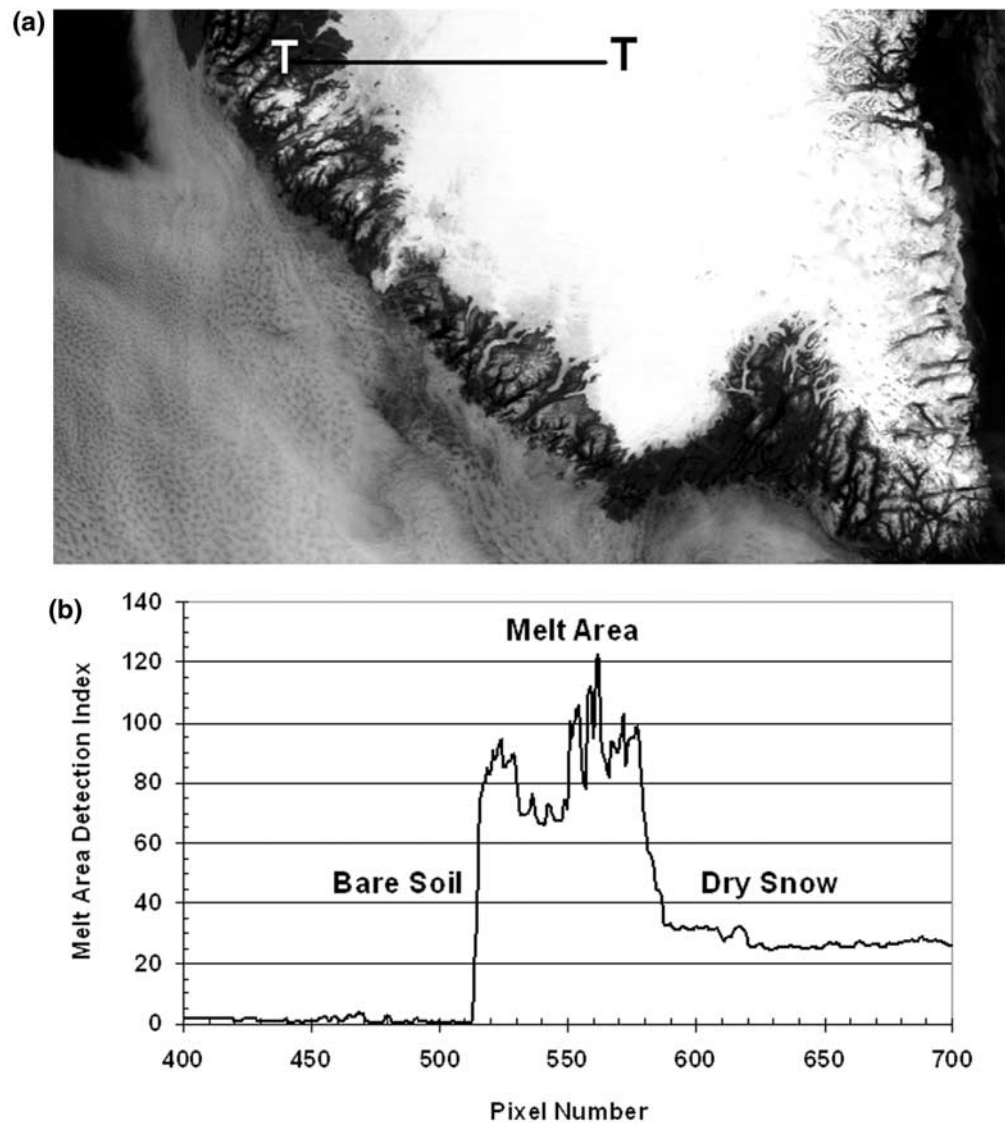 (a)
T
T
(b)
140
120
100
80
60
40
20
0
Melt Area Detection Index
Melt Area
Bare Soil
Dry Snow
400
450
500
550
600
650
700
Pixel Number